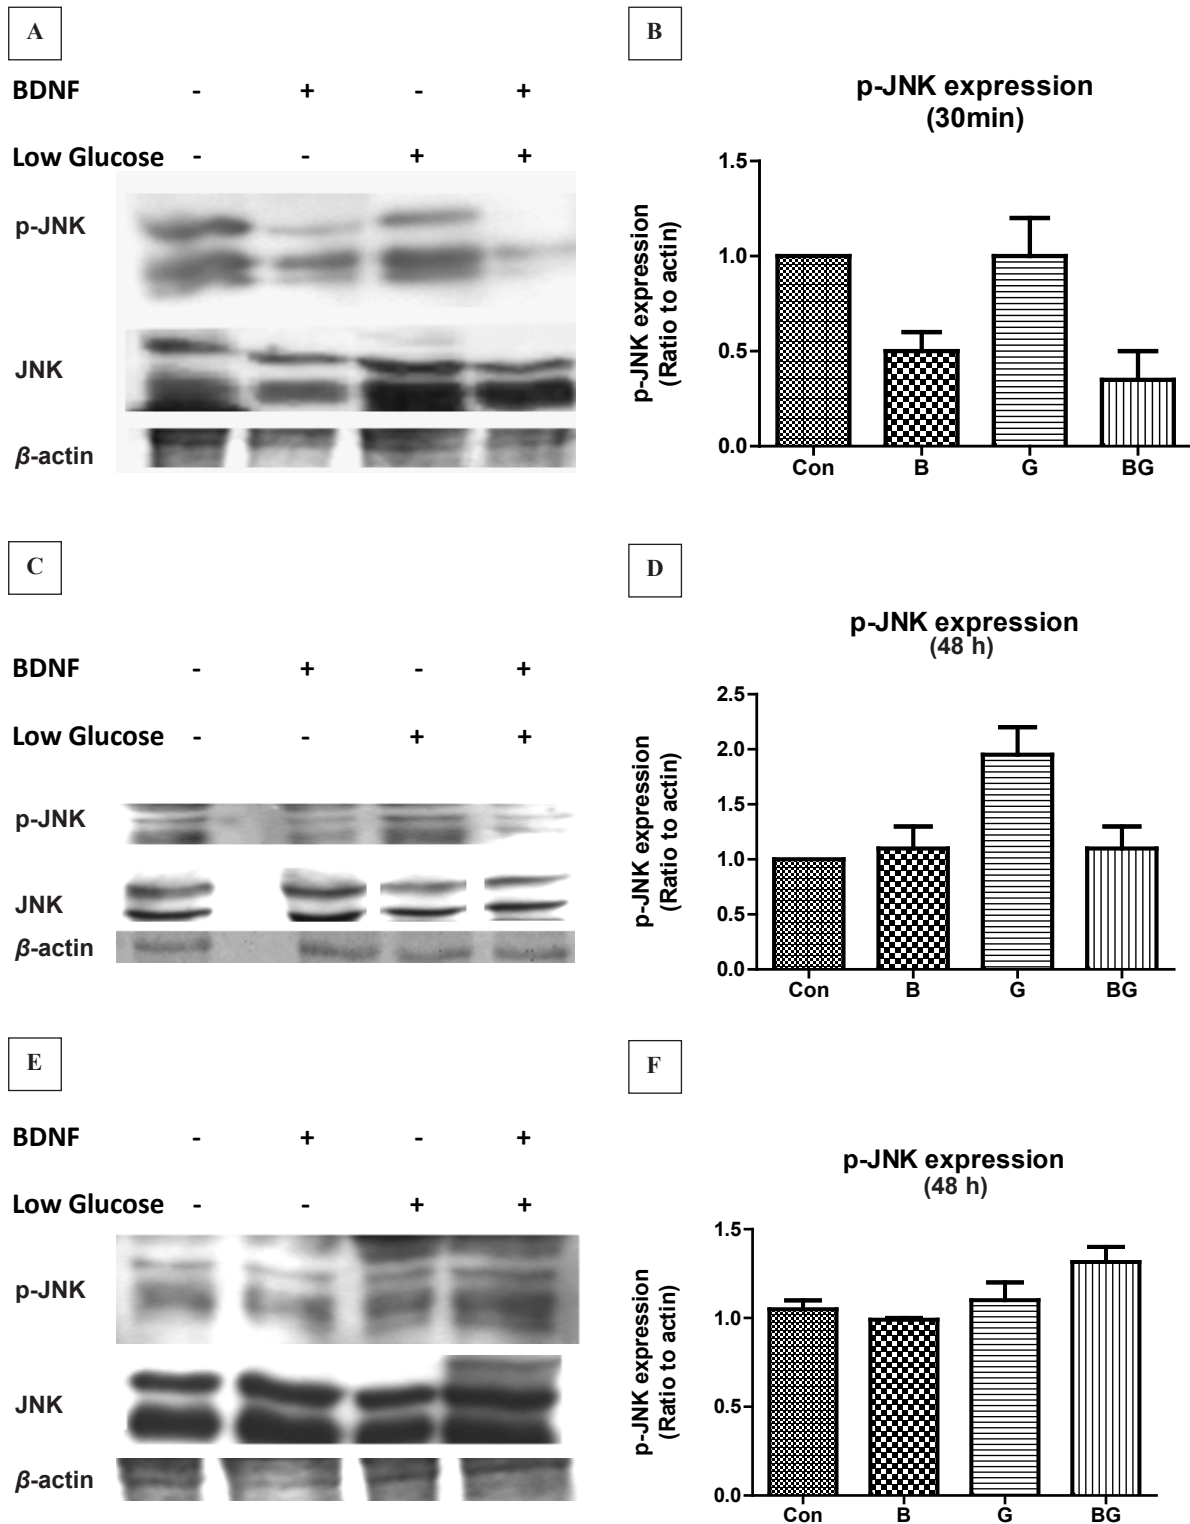 A
BDNF - + - +
Low Glucose - - + +
p-JNK
JNK
β-actin
B
p-JNK expression
(30min)
p-JNK expression
(Ratio to actin)
1.5
1.0
0.5
0.0
Con B G BG
C
BDNF - + - +
Low Glucose - - + +
p-JNK
JNK
β-actin
D
p-JNK expression
(48 h)
p-JNK expression
(Ratio to actin)
2.5
2.0
1.5
1.0
0.5
0.0
Con B G BG
E
BDNF - + - +
Low Glucose - - + +
p-JNK
JNK
β-actin
F
p-JNK expression
(48 h)
p-JNK expression
(Ratio to actin)
1.5
1.0
0.5
0.0
Con B G BG